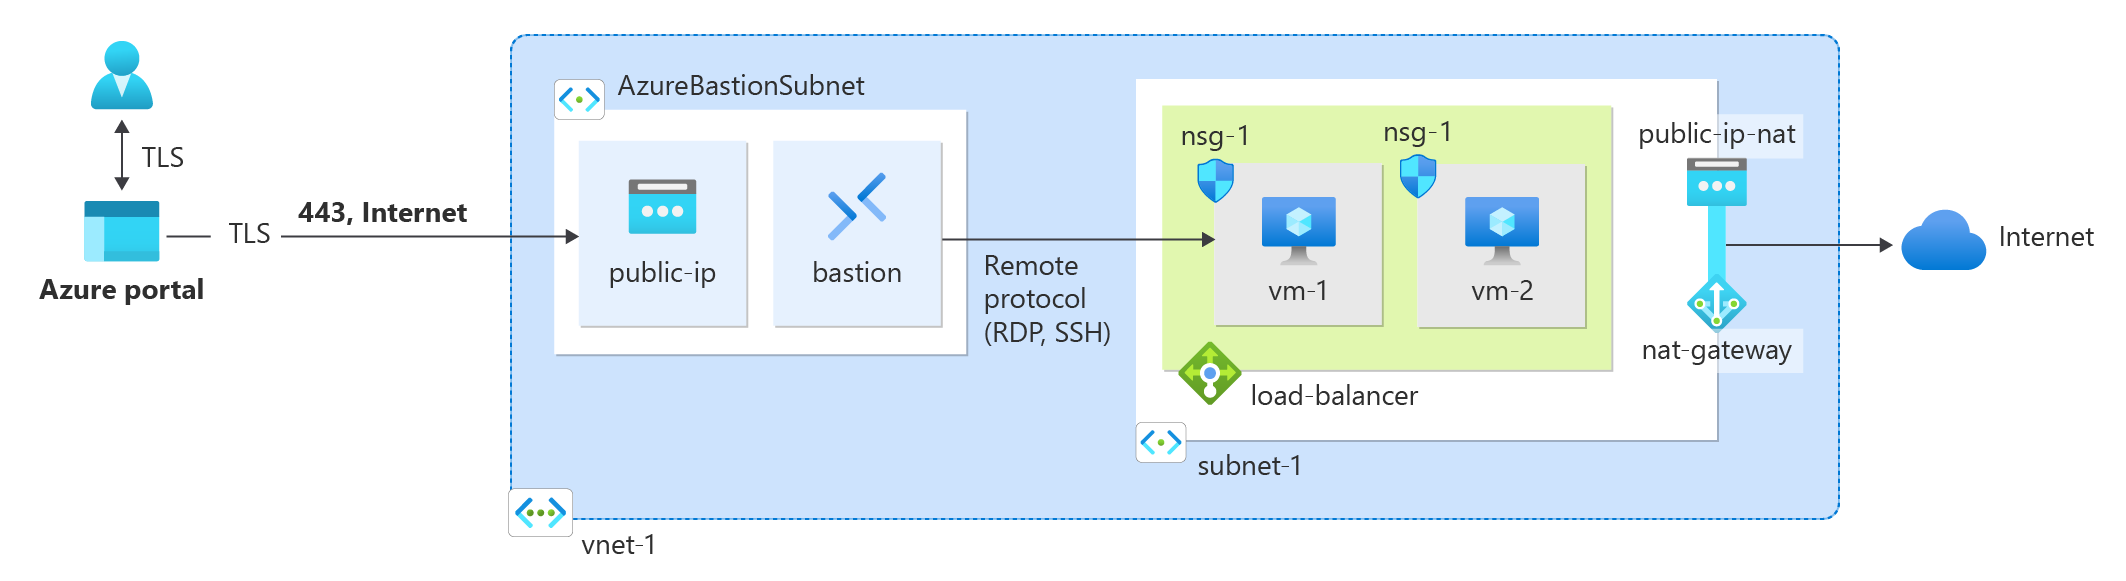 TLS
Azure portal
TLS
443, Internet
AzureBastionSubnet
public-ip
bastion
Remote
protocol
(RDP, SSH)
nsg-1
nsg-1
vm-1
vm-2
load-balancer
subnet-1
vnet-1
public-ip-nat
nat-gateway
Internet